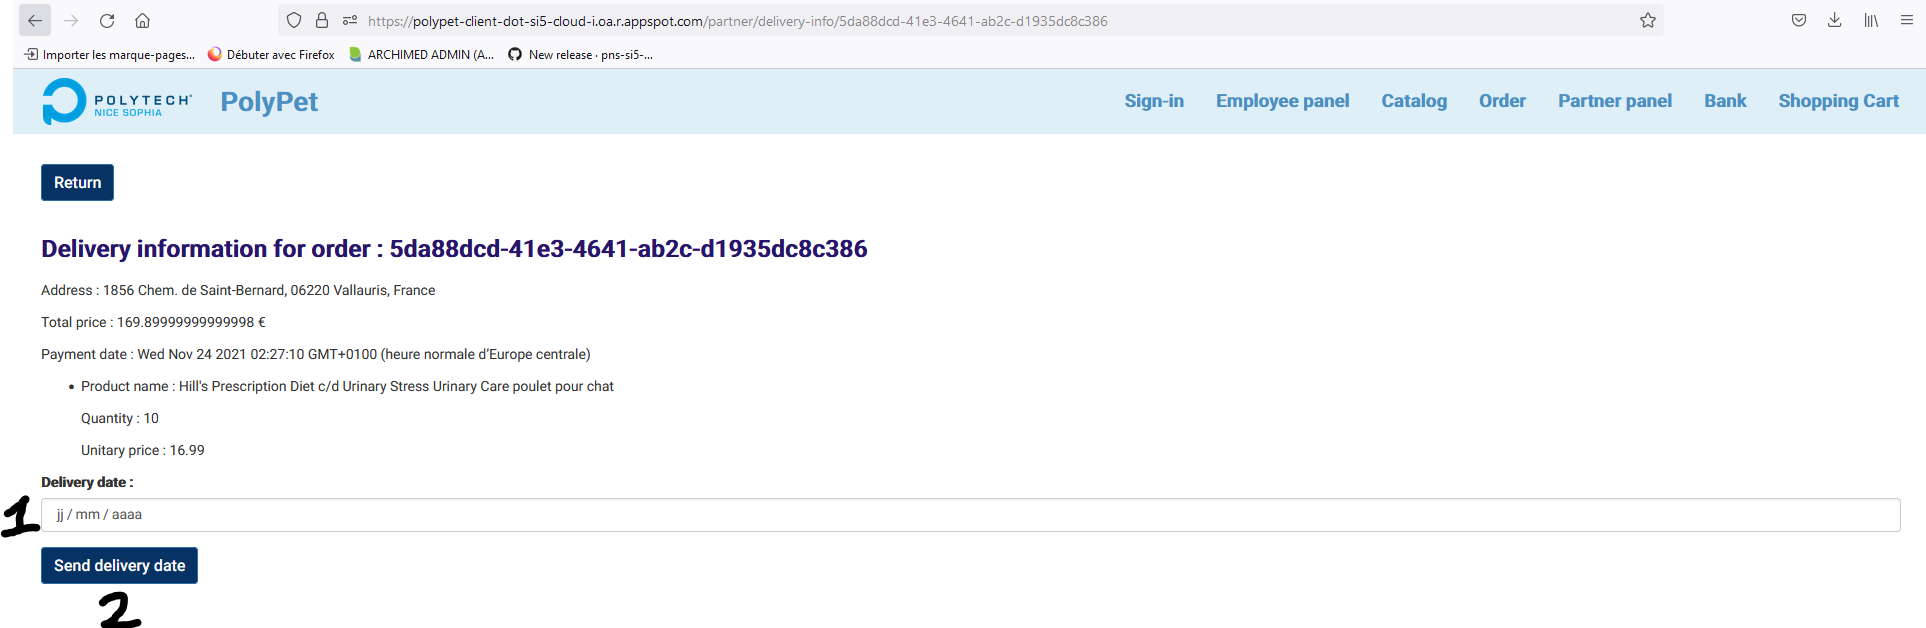 https://polypet-client-dot-si5-cloud-i.oa.r.appspot.com/partner/delivery-info/5da88dcd-41e3-4641-ab2c-d1935dc8c386
Importer les marque-pages... Débuter avec Firefox ARCHIMED ADMIN (A... New release · pns-si5-...
POLYTECH
NICE SOPHIA
PolyPet Sign-in Employee panel Catalog Order Partner panel Bank Shopping Cart
Return
Delivery information for order : 5da88dcd-41e3-4641-ab2c-d1935dc8c386
Address : 1856 Chem. de Saint-Bernard, 06220 Vallauris, France
Total price : 169.89999999999998 €
Payment date : Wed Nov 24 2021 02:27:10 GMT+0100 (heure normale d’Europe centrale)
• Product name : Hill's Prescription Diet c/d Urinary Stress Urinary Care poulet pour chat
Quantity : 10
Unitary price : 16.99
Delivery date :
1 jj / mm / aaaa
Send delivery date
2